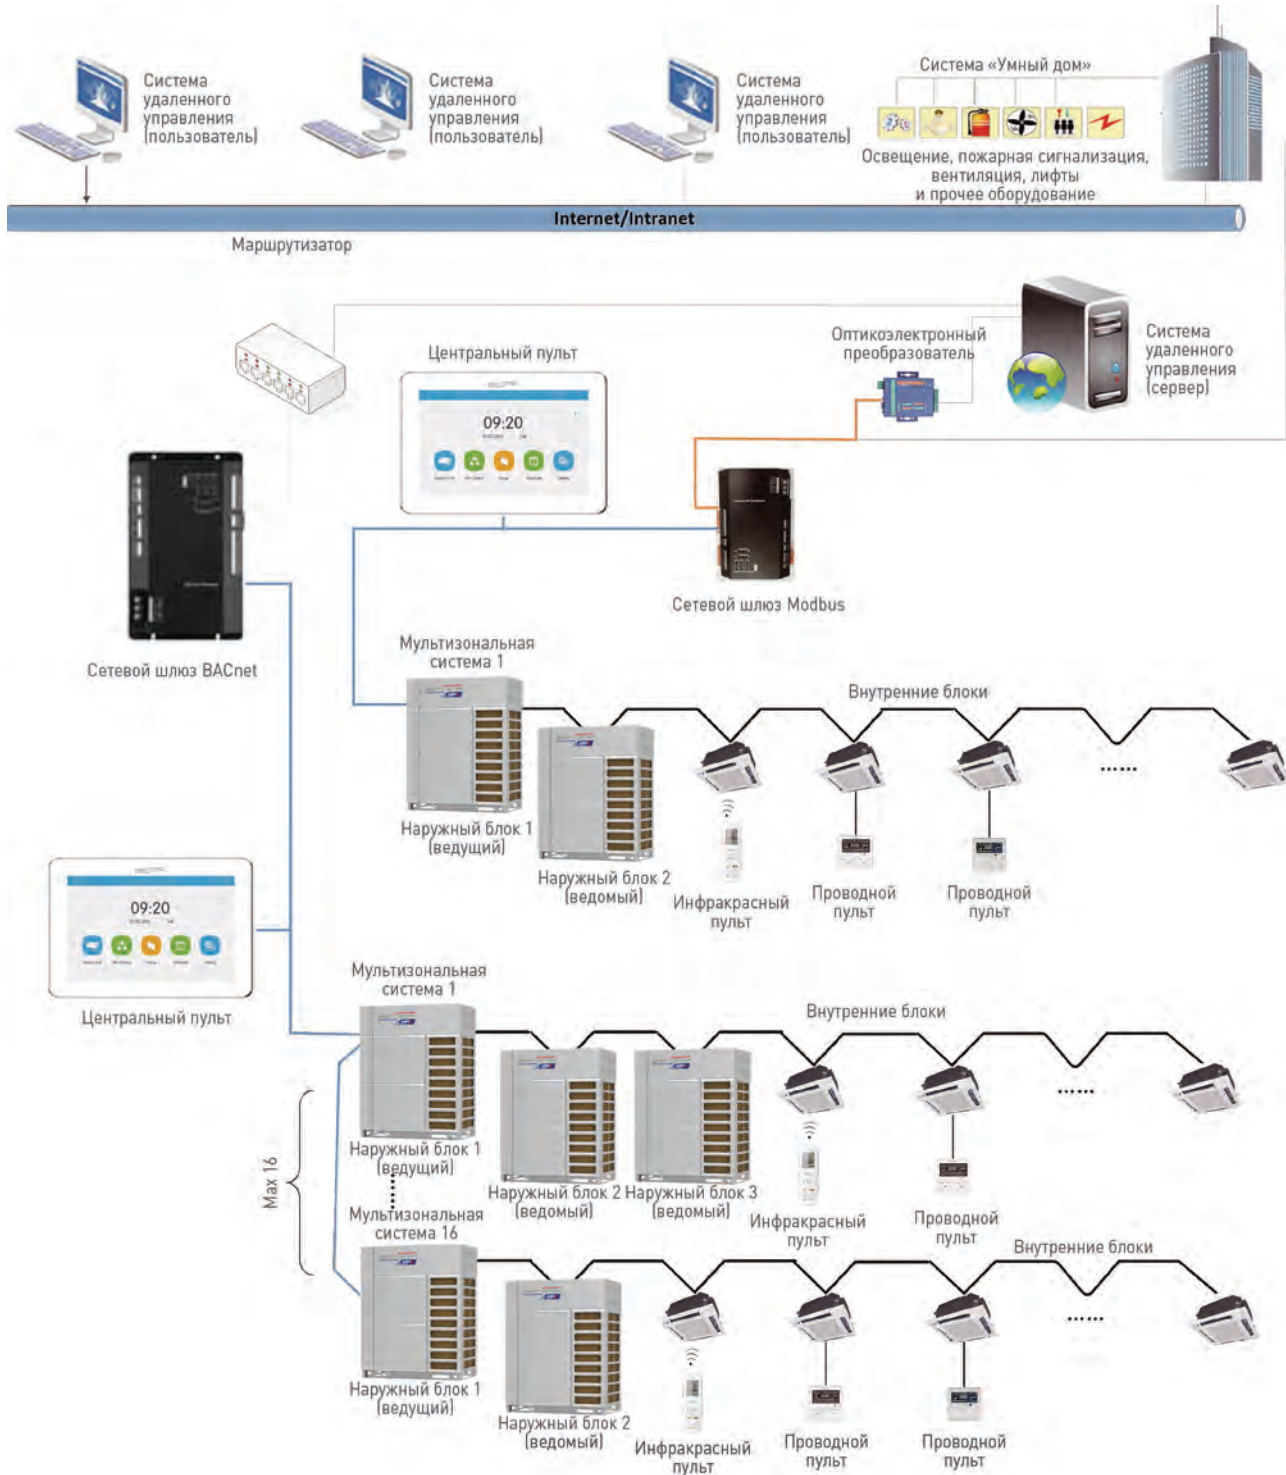 Система
удаленного
управления
(пользователь)
Система
удаленного
управления
(пользователь)
Система
удаленного
управления
(пользователь)
Система «Умный дом»
Освещение, пожарная сигнализация,
вентиляция, лифты
и прочее оборудование
Internet/Intranet
Маршрутизатор
Центральный пульт
Оптикоэлектронный
преобразователь
Система
удаленного
управления
(сервер)
09:20
Сетевой шлюз Modbus
Сетевой шлюз BACnet
Мультизональная
система 1
Внутренние блоки
......
Наружный блок 1
(ведущий)
Наружный блок 2
(ведомый)
Инфракрасный
пульт
Проводной
пульт
Проводной
пульт
09:20
Центральный пульт
Мультизональная
система 1
Внутренние блоки
......
Max 16
Наружный блок 1
(ведущий)
Наружный блок 2
(ведомый)
Наружный блок 3
(ведомый)
Инфракрасный
пульт
Проводной
пульт
Мультизональная
система 16
Внутренние блоки
......
Наружный блок 1
(ведущий)
Наружный блок 2
(ведомый)
Инфракрасный
пульт
Проводной
пульт
Проводной
пульт